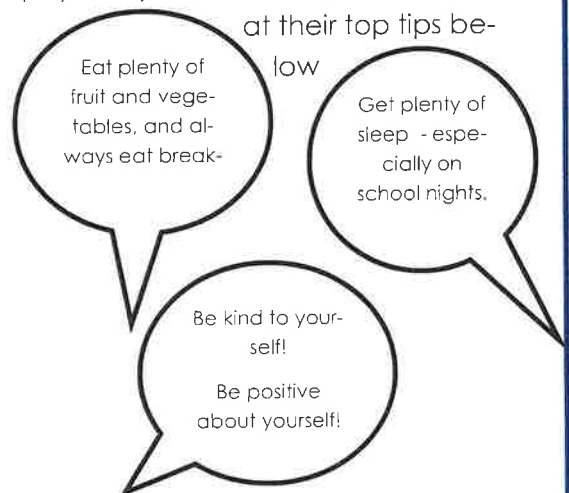 at their top tips be-
low
Eat plenty of
fruit and vege-
tables, and al-
ways eat break-
Get plenty of
sleep - espe-
cially on
school nights.
Be kind to your-
self!
Be positive
about yourself!